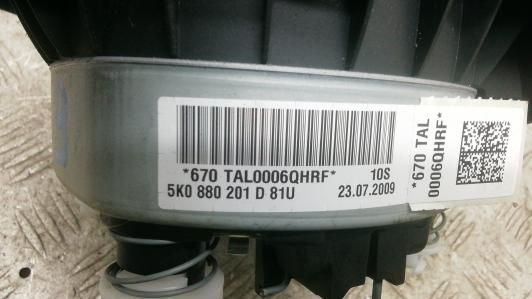 *670 TAL0006QHRF* 10S
5K0 880 201 D 81U 23.07.2009
*670 TAL
0006QHRF*